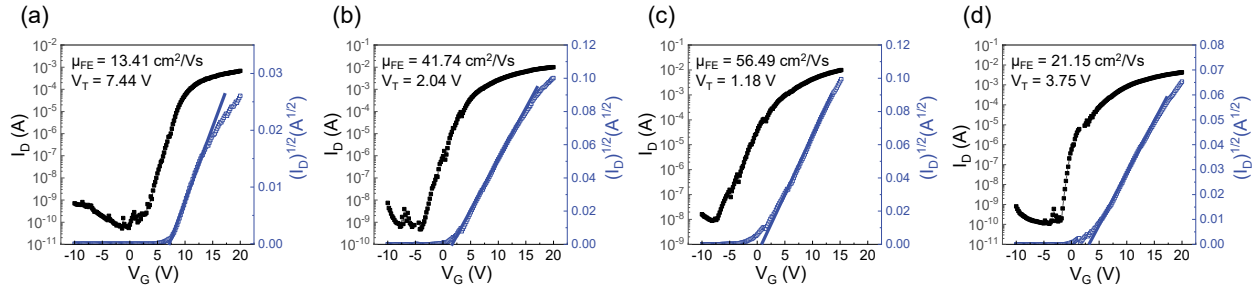 (a)
(b)
(c)
(d)
μFE = 13.41 cm²/Vs
VT = 7.44 V
10⁻² 10⁻³ 10⁻⁴ 10⁻⁵ 10⁻⁶ 10⁻⁷ 10⁻⁸ 10⁻⁹ 10⁻¹⁰ 10⁻¹¹
ID (A)
0.03 0.02 0.01 0.00
(ID)^1/2 (A^1/2)
-10 -5 0 5 10 15 20
VG (V)
μFE = 41.74 cm²/Vs
VT = 2.04 V
10⁻¹ 10⁻² 10⁻³ 10⁻⁴ 10⁻⁵ 10⁻⁶ 10⁻⁷ 10⁻⁸ 10⁻⁹ 10⁻¹⁰
ID (A)
0.12 0.10 0.08 0.06 0.04 0.02 0.00
(ID)^1/2 (A^1/2)
-10 -5 0 5 10 15 20
VG (V)
μFE = 56.49 cm²/Vs
VT = 1.18 V
10⁻¹ 10⁻² 10⁻³ 10⁻⁴ 10⁻⁵ 10⁻⁶ 10⁻⁷ 10⁻⁸ 10⁻⁹
ID (A)
0.12 0.10 0.08 0.06 0.04 0.02 0.00
(ID)^1/2 (A^1/2)
-10 -5 0 5 10 15 20
VG (V)
μFE = 21.15 cm²/Vs
VT = 3.75 V
10⁻¹ 10⁻² 10⁻³ 10⁻⁴ 10⁻⁵ 10⁻⁶ 10⁻⁷ 10⁻⁸ 10⁻⁹ 10⁻¹⁰ 10⁻¹¹
ID (A)
0.08 0.07 0.06 0.05 0.04 0.03 0.02 0.01 0.00
(ID)^1/2 (A^1/2)
-10 -5 0 5 10 15 20
VG (V)